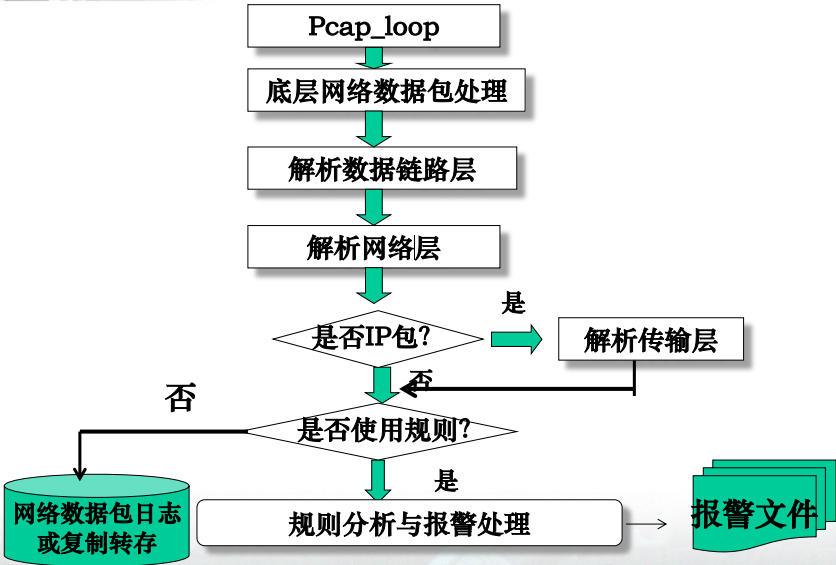 Pcap_loop
底层网络数据包处理
解析数据链路层
解析网络层
是
是否IP包?
解析传输层
否
否
是否使用规则?
是
网络数据包日志
或复制转存
规则分析与报警处理
报警文件